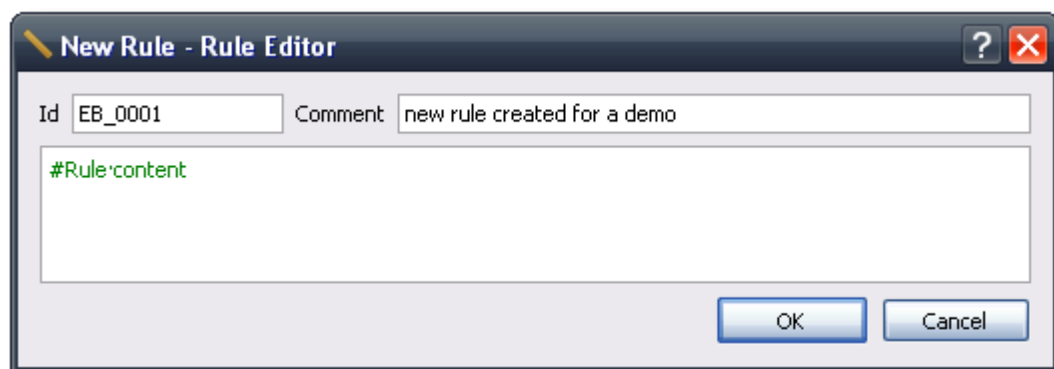 New Rule - Rule Editor
?
Id EB_0001 Comment new rule created for a demo
#Rule·content
OK Cancel